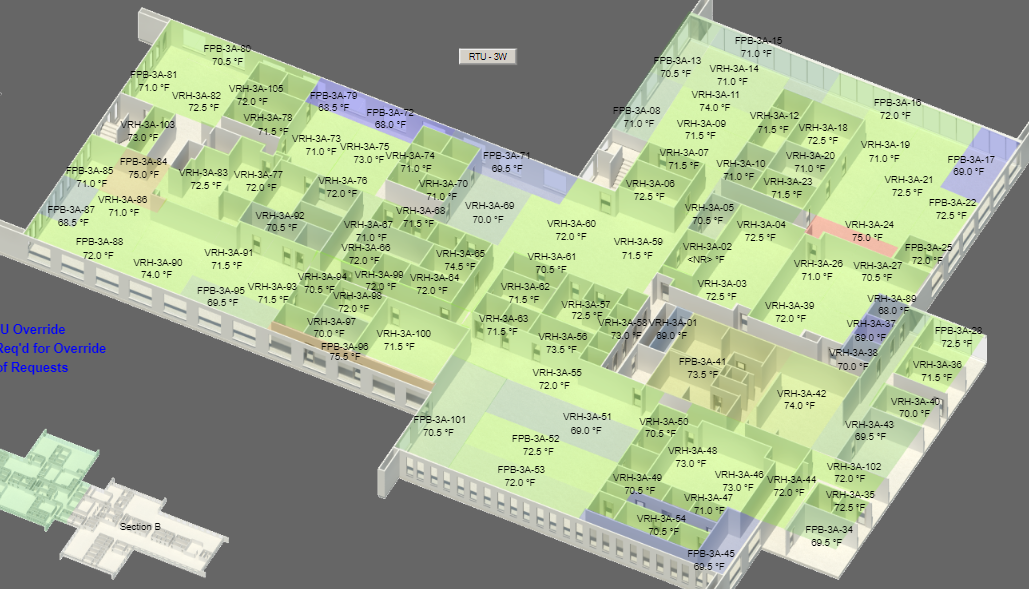 RTU - 3W
FPB-3A-80
70.5 °F
FPB-3A-81
71.0 °F
VRH-3A-82
72.5 °F
VRH-3A-105
72.0 °F
FPB-3A-79
68.5 °F
FPB-3A-72
68.0 °F
VRH-3A-103
73.0 °F
VRH-3A-78
71.5 °F
VRH-3A-73
71.0 °F
VRH-3A-75
73.0 °F
VRH-3A-74
71.0 °F
FPB-3A-71
69.5 °F
FPB-3A-85
71.0 °F
FPB-3A-84
75.0 °F
VRH-3A-83
72.5 °F
VRH-3A-77
72.0 °F
VRH-3A-76
72.0 °F
VRH-3A-70
71.0 °F
FPB-3A-87
68.5 °F
VRH-3A-86
71.0 °F
VRH-3A-92
70.5 °F
VRH-3A-67
71.0 °F
VRH-3A-68
71.5 °F
VRH-3A-69
70.0 °F
FPB-3A-88
72.0 °F
VRH-3A-90
74.0 °F
VRH-3A-91
71.5 °F
VRH-3A-66
72.0 °F
VRH-3A-65
74.5 °F
FPB-3A-95
69.5 °F
VRH-3A-93
71.5 °F
VRH-3A-94
70.5 °F
VRH-3A-99
72.0 °F
VRH-3A-64
72.0 °F
VRH-3A-98
72.0 °F
VRH-3A-97
70.0 °F
FPB-3A-96
75.5 °F
VRH-3A-100
71.5 °F
FPB-3A-15
71.0 °F
FPB-3A-13
70.5 °F
VRH-3A-14
71.0 °F
FPB-3A-08
71.0 °F
VRH-3A-11
74.0 °F
VRH-3A-09
71.5 °F
VRH-3A-12
71.5 °F
VRH-3A-18
72.5 °F
FPB-3A-16
72.0 °F
VRH-3A-07
71.5 °F
VRH-3A-10
71.0 °F
VRH-3A-20
71.0 °F
VRH-3A-19
71.0 °F
FPB-3A-17
69.0 °F
VRH-3A-06
72.5 °F
VRH-3A-23
71.5 °F
VRH-3A-21
72.5 °F
FPB-3A-22
72.5 °F
VRH-3A-05
70.5 °F
VRH-3A-04
72.5 °F
VRH-3A-24
75.0 °F
FPB-3A-25
72.0 °F
VRH-3A-60
72.0 °F
VRH-3A-59
71.5 °F
VRH-3A-02
<NR> °F
VRH-3A-26
71.0 °F
VRH-3A-27
70.5 °F
VRH-3A-61
70.5 °F
VRH-3A-62
71.5 °F
VRH-3A-03
72.5 °F
VRH-3A-39
72.0 °F
VRH-3A-89
68.0 °F
VRH-3A-63
71.5 °F
VRH-3A-57
72.5 °F
VRH-3A-58
73.0 °F
VRH-3A-01
69.0 °F
VRH-3A-37
69.0 °F
FPB-3A-28
72.5 °F
VRH-3A-56
73.5 °F
VRH-3A-38
70.0 °F
VRH-3A-36
71.5 °F
VRH-3A-55
72.0 °F
FPB-3A-41
73.5 °F
VRH-3A-42
74.0 °F
VRH-3A-40
70.0 °F
FPB-3A-101
70.5 °F
VRH-3A-51
69.0 °F
VRH-3A-50
70.5 °F
VRH-3A-43
69.5 °F
FPB-3A-52
72.5 °F
VRH-3A-48
73.0 °F
FPB-3A-53
72.0 °F
VRH-3A-49
70.5 °F
VRH-3A-46
73.0 °F
VRH-3A-44
72.0 °F
VRH-3A-102
72.0 °F
VRH-3A-47
71.0 °F
VRH-3A-35
72.5 °F
VRH-3A-54
70.5 °F
FPB-3A-34
69.5 °F
FPB-3A-45
69.5 °F
U Override
Req'd for Override
of Requests
Section B